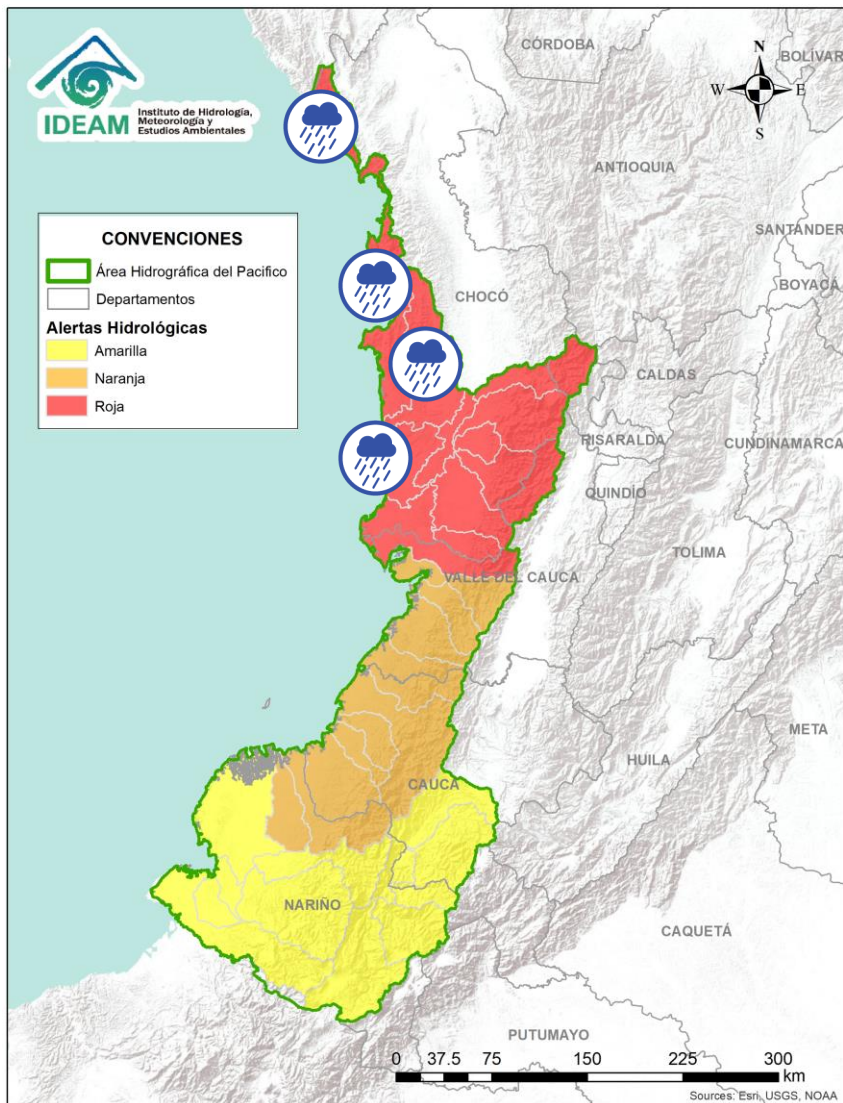 IDEAM
Instituto de Hidrología,
Meteorología y
Estudios Ambientales
CÓRDOBA
BOLÍVAR
N
W
E
S
ANTIOQUIA
SANTANDER
BOYACÁ
CONVENCIONES
Área Hidrográfica del Pacifico
Departamentos
Alertas Hidrológicas
Amarilla
Naranja
Roja
CHOCÓ
CALDAS
RISARALDA
CUNDINAMARCA
QUINDÍO
TOLIMA
VALLE DEL CAUCA
META
HUILA
CAUCA
NARIÑO
CAQUETÁ
PUTUMAYO
0 37.5 75 150 225 300
km
Sources: Esri, USGS, NOAA